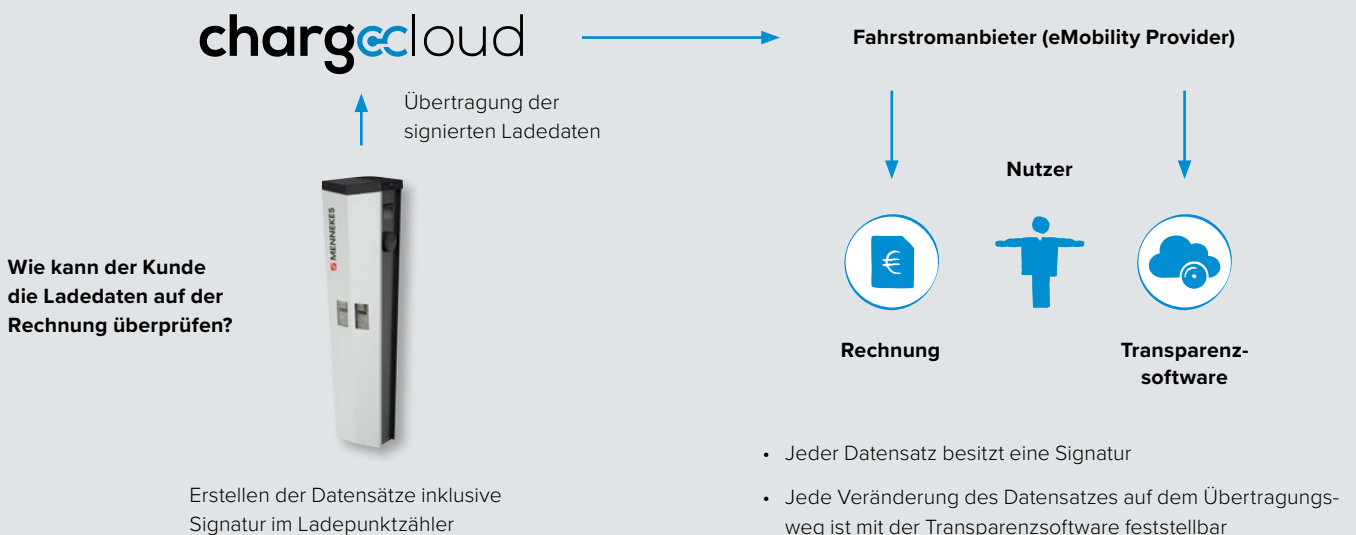 chargecloud
Fahrstromanbieter (eMobility Provider)
Übertragung der
signierten Ladedaten
Nutzer
MENNEKES
Wie kann der Kunde
die Ladedaten auf der
Rechnung überprüfen?
€
Rechnung
Transparenz-
software
Erstellen der Datensätze inklusive
Signatur im Ladepunktzähler
• Jeder Datensatz besitzt eine Signatur
• Jede Veränderung des Datensatzes auf dem Übertragungs-
weg ist mit der Transparenzsoftware feststellbar